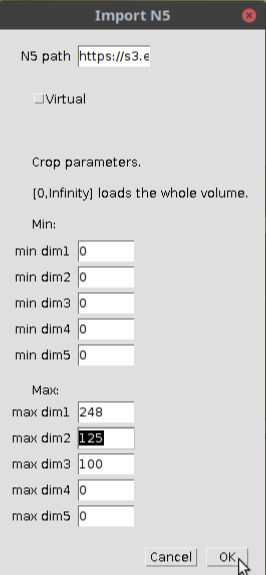 Import N5
N5 path https://s3.e
Virtual
Crop parameters.
[0,Infinity] loads the whole volume.
Min:
min dim1 0
min dim2 0
min dim3 0
min dim4 0
min dim5 0
Max:
max dim1 248
max dim2 125
max dim3 100
max dim4 0
max dim5 0
Cancel OK